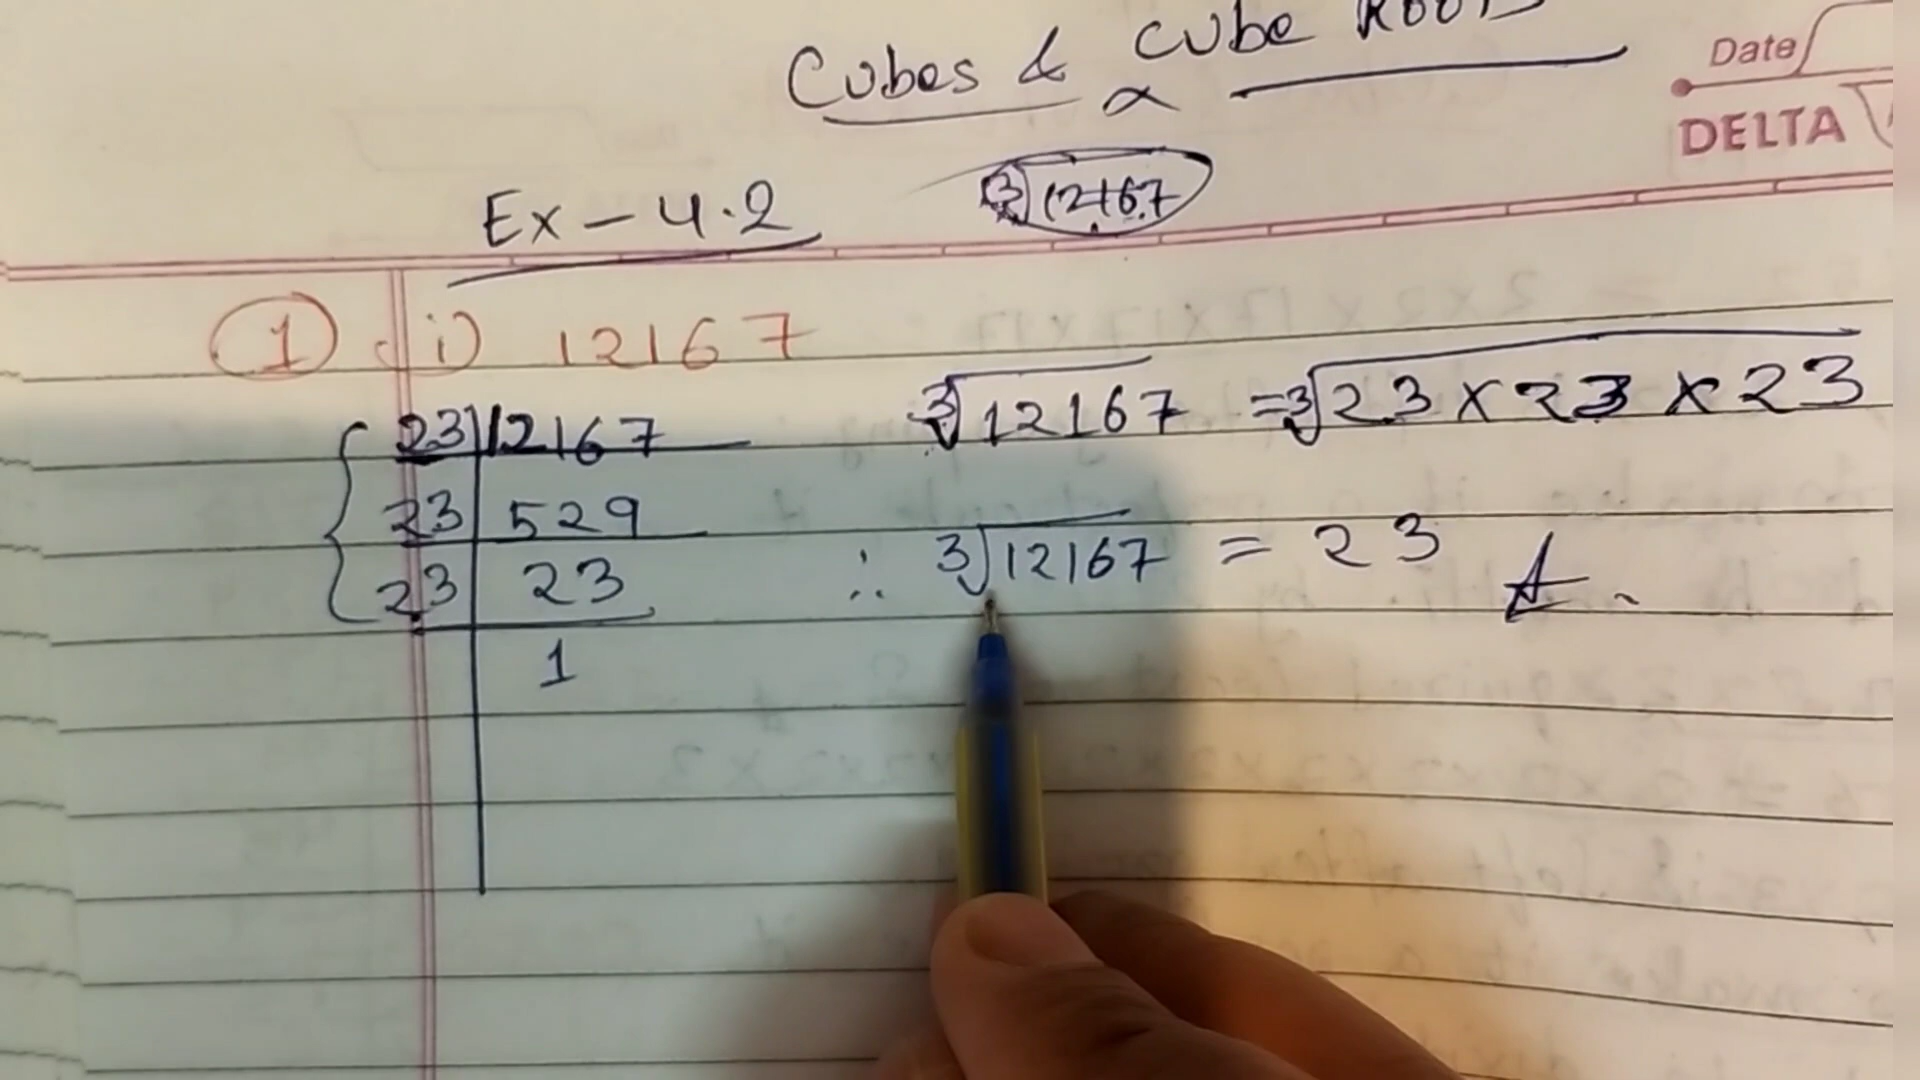 Cubes & Cube Roots
Date
DELTA
Ex - 4.2
∛12167
1 i) 12167
23 | 12167
23 | 529
23 | 23
1
∛12167 = ∛23 × 23 × 23
∴ ∛12167 = 23